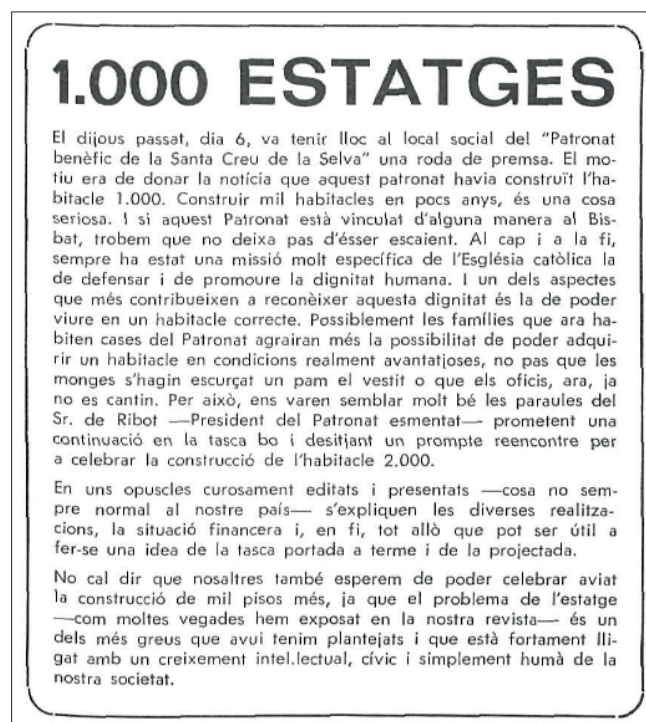 1.000 ESTATGES
El dijous passat, dia 6, va tenir lloc al local social del "Patronat
benèfic de la Santa Creu de la Selva" una roda de premsa. El mo-
tiu era de donar la notícia que aquest patronat havia construït l'ha-
bitacle 1.000. Construir mil habitacles en pocs anys, és una cosa
seriosa. I si aquest Patronat està vinculat d'alguna manera al Bis-
bat, trobem que no deixa pas d'ésser escaient. Al cap i a la fi,
sempre ha estat una missió molt específica de l'Església catòlica la
de defensar i de promoure la dignitat humana. I un dels aspectes
que més contribueixen a reconèixer aquesta dignitat és la de poder
viure en un habitacle correcte. Possiblement les famílies que ara ha-
biten cases del Patronat agrairan més la possibilitat de poder adqui-
rir un habitacle en condicions realment avantatjoses, no pas que les
monges s'hagin escurçat un pam el vestit o que els oficis, ara, ja
no es cantin. Per això, ens varen semblar molt bé les paraules del
Sr. de Ribot —President del Patronat esmentat— prometent una
continuació en la tasca bo i desitjant un prompte reencontre per
a celebrar la construcció de l'habitacle 2.000.
En uns opuscles curosament editats i presentats —cosa no sem-
pre normal al nostre país— s'expliquen les diverses realitza-
cions, la situació financera i, en fi, tot allò que pot ser útil a
fer-se una idea de la tasca portada a terme i de la projectada.
No cal dir que nosaltres també esperem de poder celebrar aviat
la construcció de mil pisos més, ja que el problema de l'estatge
—com moltes vegades hem exposat en la nostra revista— és un
dels més greus que avui tenim plantejats i que està fortament lli-
gat amb un creixement intel.lectual, cívic i simplement humà de la
nostra societat.